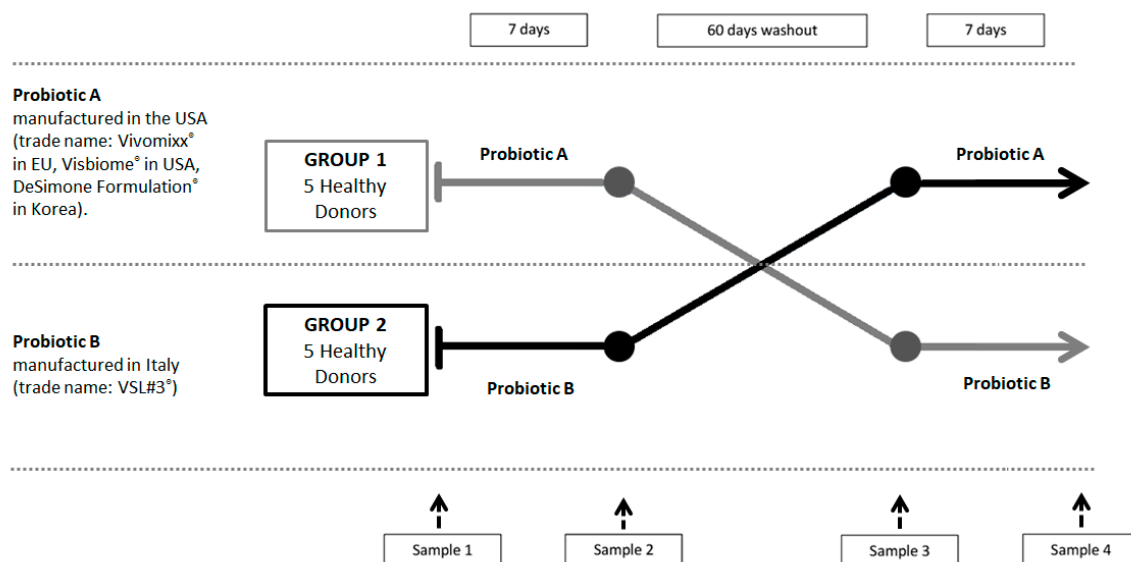 7 days
60 days washout
7 days
Probiotic A
manufactured in the USA
(trade name: Vivomixx®
in EU, Visbiome® in USA,
DeSimone Formulation®
in Korea).
GROUP 1
5 Healthy
Donors
Probiotic A
Probiotic A
Probiotic B
manufactured in Italy
(trade name: VSL#3®)
GROUP 2
5 Healthy
Donors
Probiotic B
Probiotic B
Sample 1
Sample 2
Sample 3
Sample 4